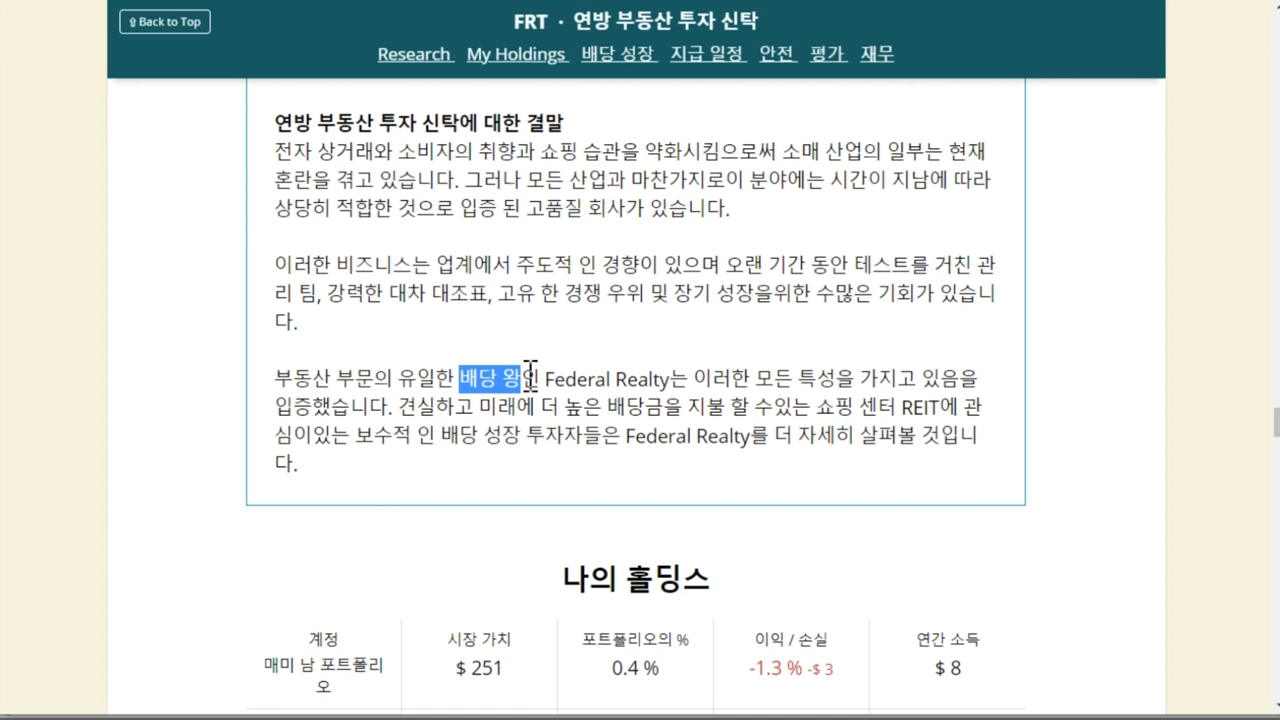 ⇧ Back to Top
FRT · 연방 부동산 투자 신탁
Research My Holdings 배당 성장 지급 일정 안전 평가 재무
연방 부동산 투자 신탁에 대한 결말
전자 상거래와 소비자의 취향과 쇼핑 습관을 약화시킴으로써 소매 산업의 일부는 현재
혼란을 겪고 있습니다. 그러나 모든 산업과 마찬가지로이 분야에는 시간이 지남에 따라
상당히 적합한 것으로 입증 된 고품질 회사가 있습니다.
이러한 비즈니스는 업계에서 주도적 인 경향이 있으며 오랜 기간 동안 테스트를 거친 관
리 팀, 강력한 대차 대조표, 고유 한 경쟁 우위 및 장기 성장을위한 수많은 기회가 있습니
다.
부동산 부문의 유일한 배당 왕인 Federal Realty는 이러한 모든 특성을 가지고 있음을
입증했습니다. 견실하고 미래에 더 높은 배당금을 지불 할 수있는 쇼핑 센터 REIT에 관
심이있는 보수적 인 배당 성장 투자자들은 Federal Realty를 더 자세히 살펴볼 것입니
다.
나의 홀딩스
계정 시장 가치 포트폴리오의 % 이익 / 손실 연간 소득
매미 남 포트폴리 $ 251 0.4 % -1.3 % -$ 3 $ 8
오